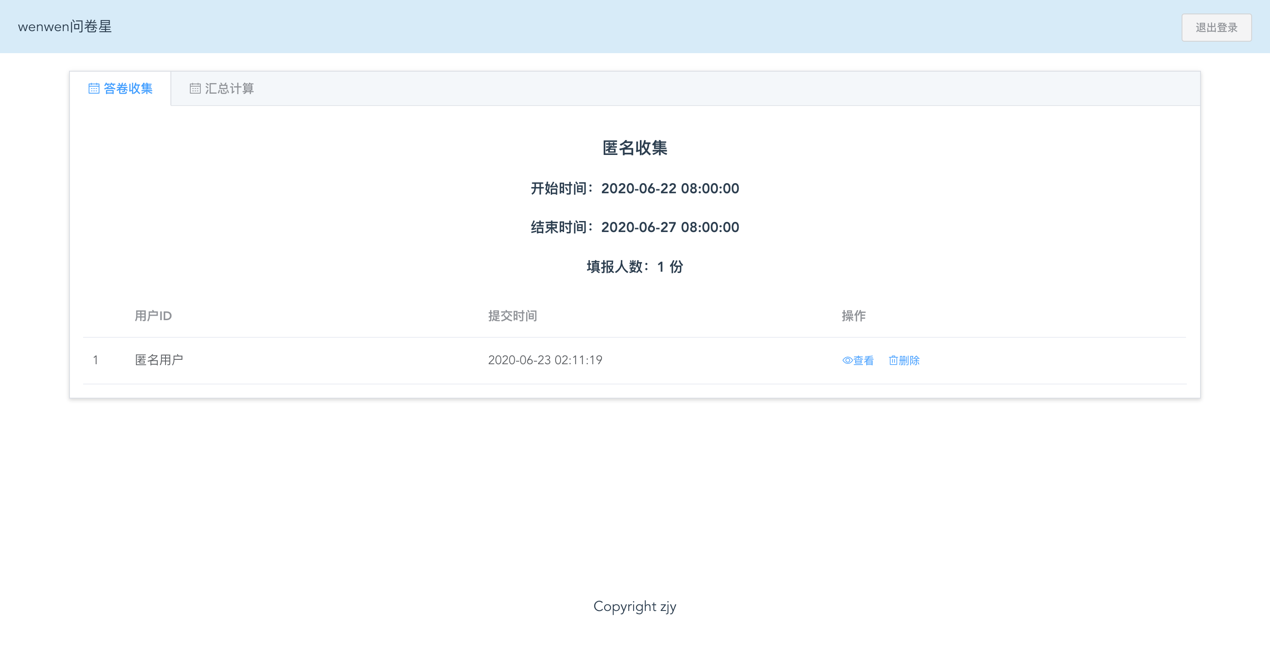 wenwen问卷星
退出登录
答卷收集 汇总计算
匿名收集
开始时间：2020-06-22 08:00:00
结束时间：2020-06-27 08:00:00
填报人数：1 份
用户ID 提交时间 操作
1 匿名用户 2020-06-23 02:11:19 查看 删除
Copyright zjy